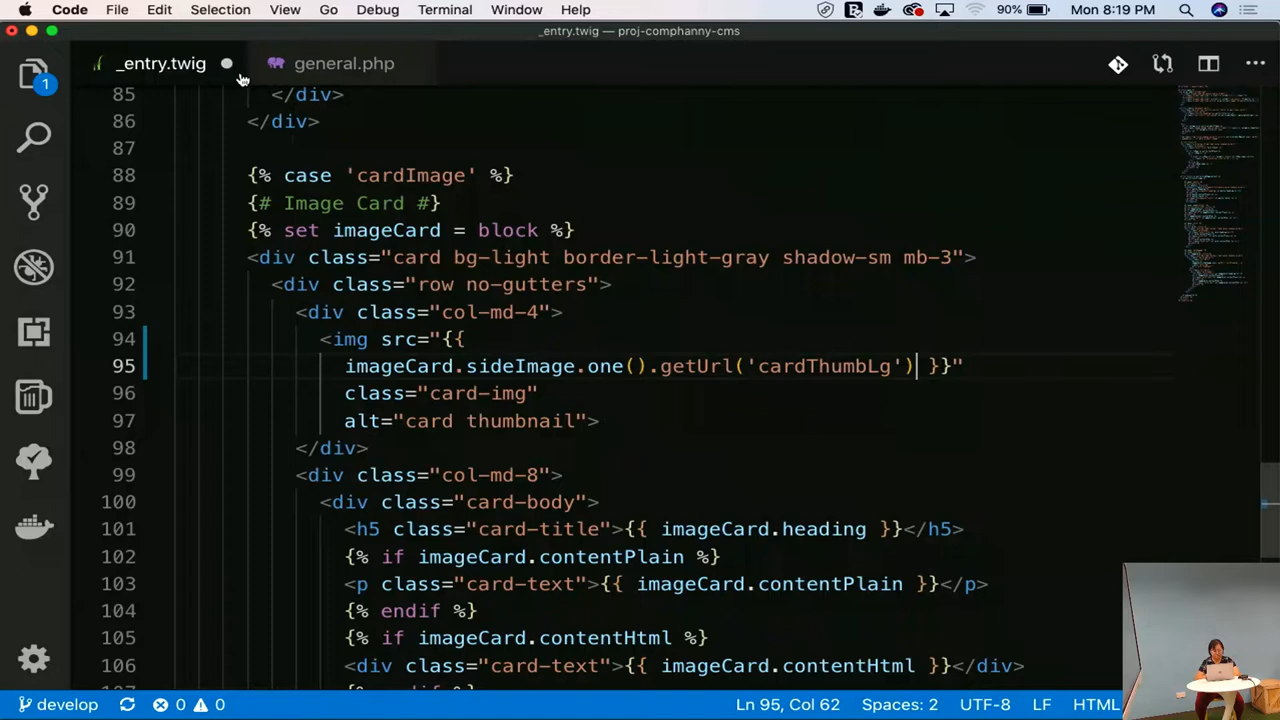 Code File Edit Selection View Go Debug Terminal Window Help 90% Mon 8:19 PM
_entry.twig — proj-comphanny-cms
_entry.twig general.php
1
85 </div>
86 </div>
87
88 {% case 'cardImage' %}
89 {# Image Card #}
90 {% set imageCard = block %}
91 <div class="card bg-light border-light-gray shadow-sm mb-3">
92 <div class="row no-gutters">
93 <div class="col-md-4">
94 <img src="{{
95 imageCard.sideImage.one().getUrl('cardThumbLg') }}"
96 class="card-img"
97 alt="card thumbnail">
98 </div>
99 <div class="col-md-8">
100 <div class="card-body">
101 <h5 class="card-title">{{ imageCard.heading }}</h5>
102 {% if imageCard.contentPlain %}
103 <p class="card-text">{{ imageCard.contentPlain }}</p>
104 {% endif %}
105 {% if imageCard.contentHtml %}
106 <div class="card-text">{{ imageCard.contentHtml }}</div>
develop 0 0 Ln 95, Col 62 Spaces: 2 UTF-8 LF HTML